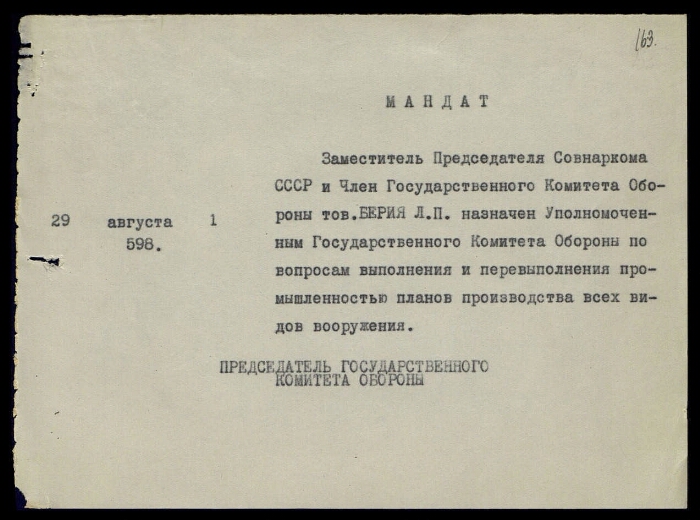 163.
МАНДАТ
Заместитель Председателя Совнаркома
СССР и Член Государственного Комитета Обо-
роны тов.БЕРИЯ Л.П. назначен Уполномочен-
ным Государственного Комитета Обороны по
вопросам выполнения и перевыполнения про-
мышленностью планов производства всех ви-
дов вооружения.
29 августа 1
598.
ПРЕДСЕДАТЕЛЬ ГОСУДАРСТВЕННОГО
КОМИТЕТА ОБОРОНЫ